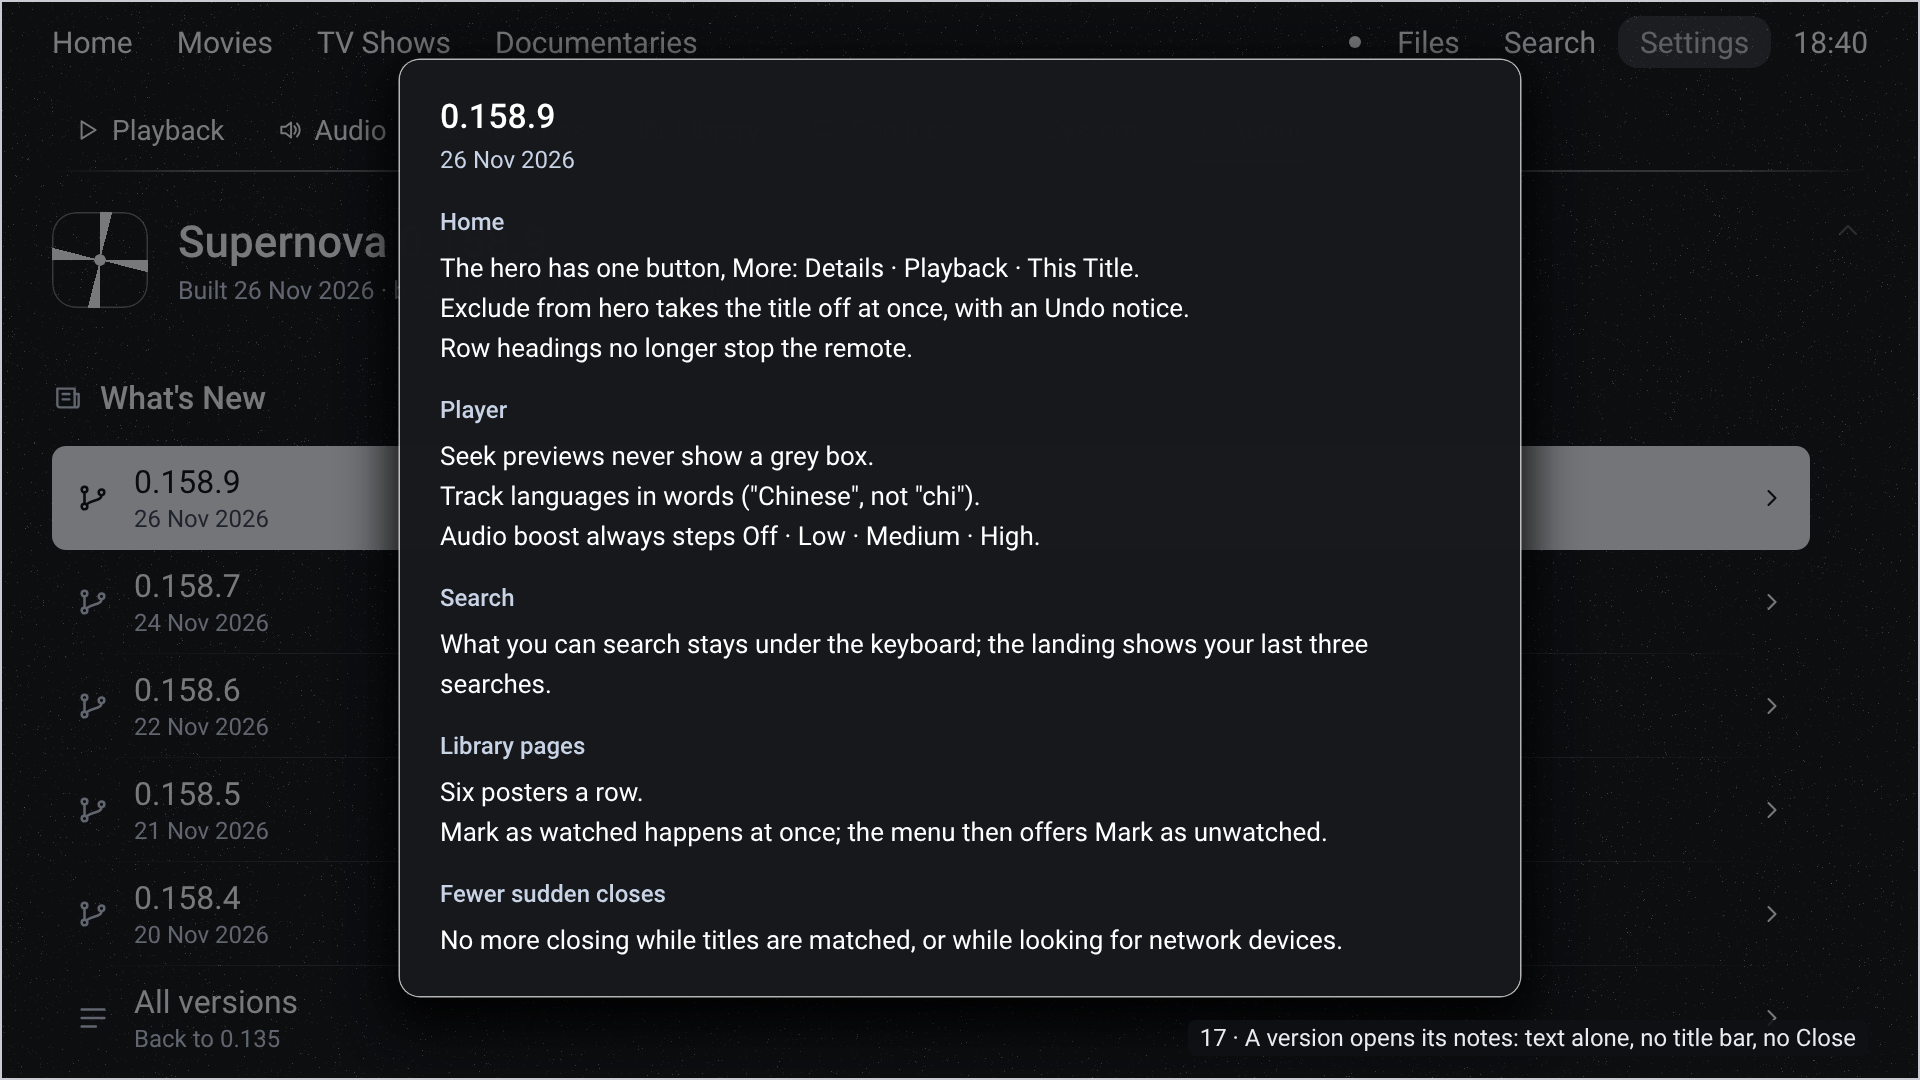 Home Movies TV Shows Documentaries Files Search Settings 18:40
Playback Audio
Supernova
Built 26 Nov 2026 ·
What's New
0.158.9
26 Nov 2026
0.158.7
24 Nov 2026
0.158.6
22 Nov 2026
0.158.5
21 Nov 2026
0.158.4
20 Nov 2026
All versions
Back to 0.135
0.158.9
26 Nov 2026
Home
The hero has one button, More: Details · Playback · This Title.
Exclude from hero takes the title off at once, with an Undo notice.
Row headings no longer stop the remote.
Player
Seek previews never show a grey box.
Track languages in words ("Chinese", not "chi").
Audio boost always steps Off · Low · Medium · High.
Search
What you can search stays under the keyboard; the landing shows your last three
searches.
Library pages
Six posters a row.
Mark as watched happens at once; the menu then offers Mark as unwatched.
Fewer sudden closes
No more closing while titles are matched, or while looking for network devices.
17 · A version opens its notes: text alone, no title bar, no Close